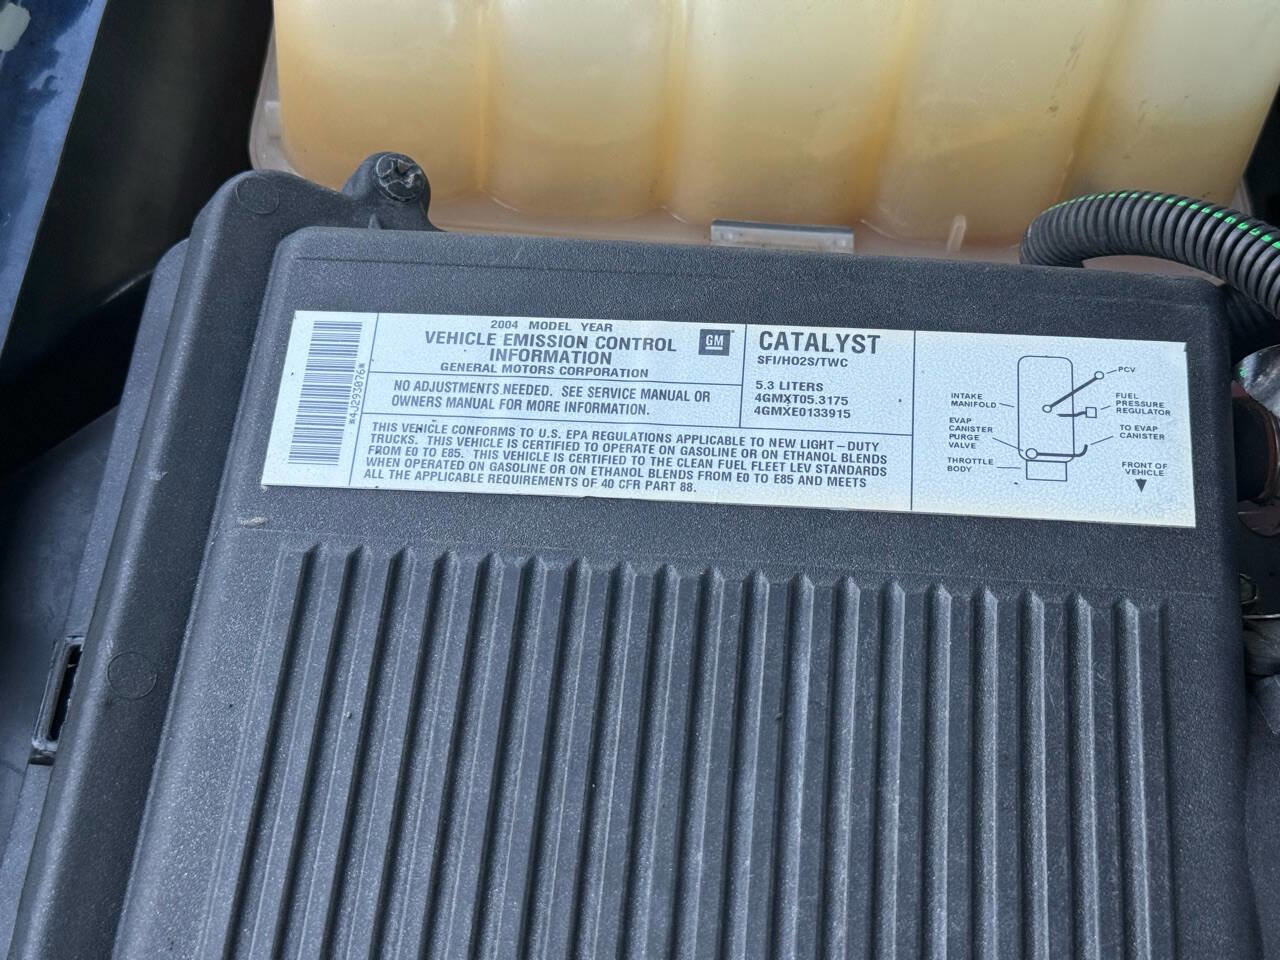 *4J293076*
2004 MODEL YEAR
VEHICLE EMISSION CONTROL
INFORMATION
GENERAL MOTORS CORPORATION
GM
NO ADJUSTMENTS NEEDED. SEE SERVICE MANUAL OR
OWNERS MANUAL FOR MORE INFORMATION.
CATALYST
SFI/HO2S/TWC
5.3 LITERS
4GMXT05.3175
4GMXE0133915
THIS VEHICLE CONFORMS TO U.S. EPA REGULATIONS APPLICABLE TO NEW LIGHT-DUTY
TRUCKS. THIS VEHICLE IS CERTIFIED TO OPERATE ON GASOLINE OR ON ETHANOL BLENDS
FROM E0 TO E85. THIS VEHICLE IS CERTIFIED TO THE CLEAN FUEL FLEET LEV STANDARDS
WHEN OPERATED ON GASOLINE OR ON ETHANOL BLENDS FROM E0 TO E85 AND MEETS
ALL THE APPLICABLE REQUIREMENTS OF 40 CFR PART 88.
PCV
INTAKE
MANIFOLD
FUEL
PRESSURE
REGULATOR
EVAP
CANISTER
PURGE
VALVE
TO EVAP
CANISTER
THROTTLE
BODY
FRONT OF
VEHICLE